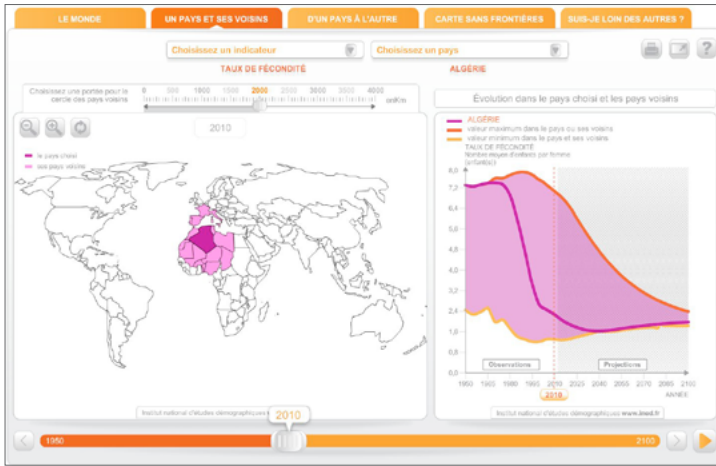 LE MONDE
UN PAYS ET SES VOISINS
D'UN PAYS À L'AUTRE
CARTE SANS FRONTIÈRES
SUIS-JE LOIN DES AUTRES ?
Choisissez un indicateur
Choisissez un pays
?
TAUX DE FÉCONDITÉ
ALGÉRIE
Choisissez une portée pour le
cercle des pays voisins
0 500 1000 1500 2000 2500 3000 3500 4000
2010
le pays choisi
ses pays voisins
Institut national d'études démographiques
Évolution dans le pays choisi et les pays voisins
ALGÉRIE
valeur maximum dans le pays ou ses voisins
valeur minimum dans le pays et ses voisins
TAUX DE FÉCONDITÉ
Nombre moyen d'enfants par femme
(enfant(s))
8,0
7,2
6,4
5,6
4,8
4,0
3,2
2,4
1,6
0,8
0,0
Observations
Projections
1950 1965 1980 1995 2010 2025 2040 2055 2070 2085 2100
2010
ANNÉE
Institut national d'études démographiques www.ined.fr
2010
1950
2100